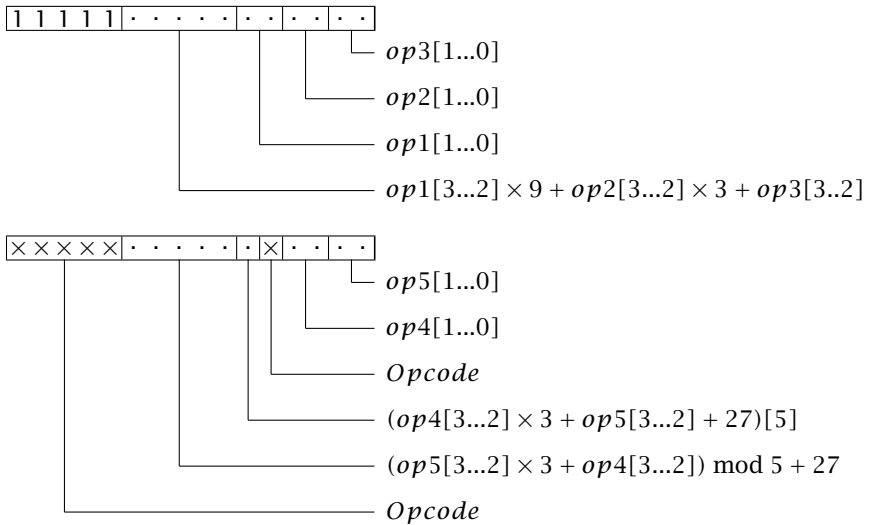 1 1 1 1 1 · · · · · · · · · · ·
op3[1...0]
op2[1...0]
op1[1...0]
op1[3...2] × 9 + op2[3...2] × 3 + op3[3..2]
× × × × × · · · · · · × · · · ·
op5[1...0]
op4[1...0]
Opcode
(op4[3...2] × 3 + op5[3...2] + 27)[5]
(op5[3...2] × 3 + op4[3...2]) mod 5 + 27
Opcode